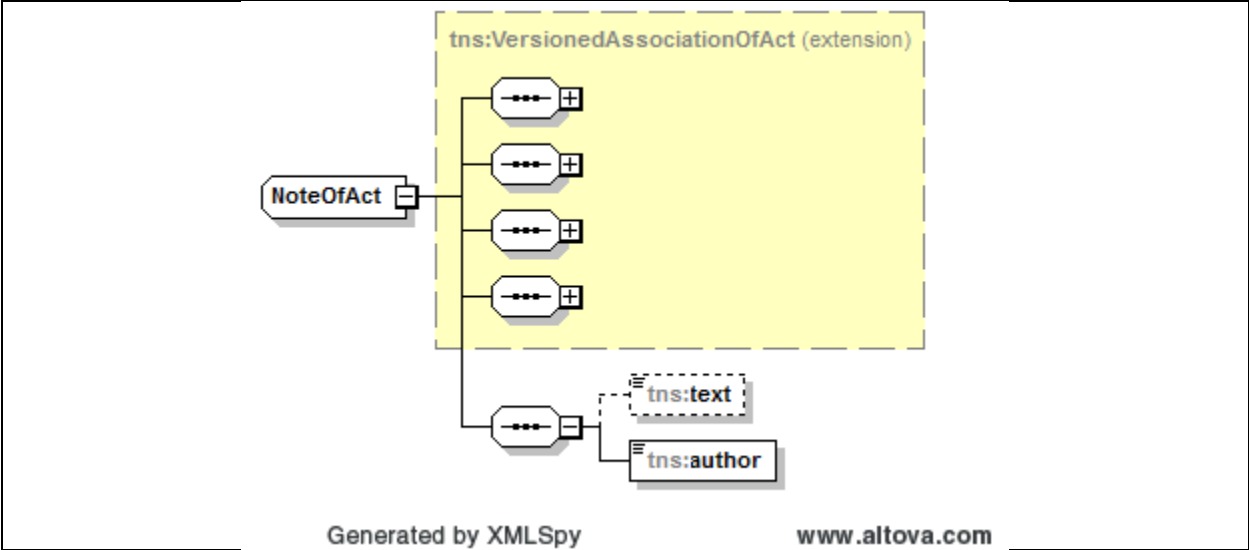 tns:VersionedAssociationOfAct (extension)
NoteOfAct
tns:text
tns:author
Generated by XMLSpy www.altova.com